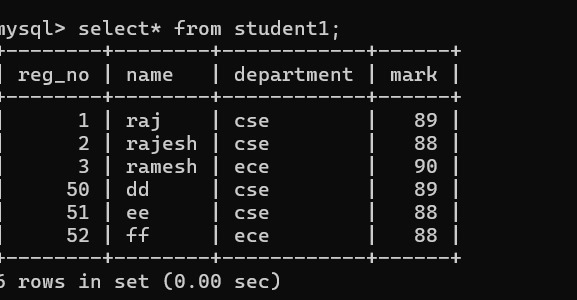 mysql> select* from student1;
+--------+--------+------------+------+
| reg_no | name   | department | mark |
+--------+--------+------------+------+
|      1 | raj    | cse        |   89 |
|      2 | rajesh | cse        |   88 |
|      3 | ramesh | ece        |   90 |
|     50 | dd     | cse        |   89 |
|     51 | ee     | cse        |   88 |
|     52 | ff     | ece        |   88 |
+--------+--------+------------+------+
6 rows in set (0.00 sec)